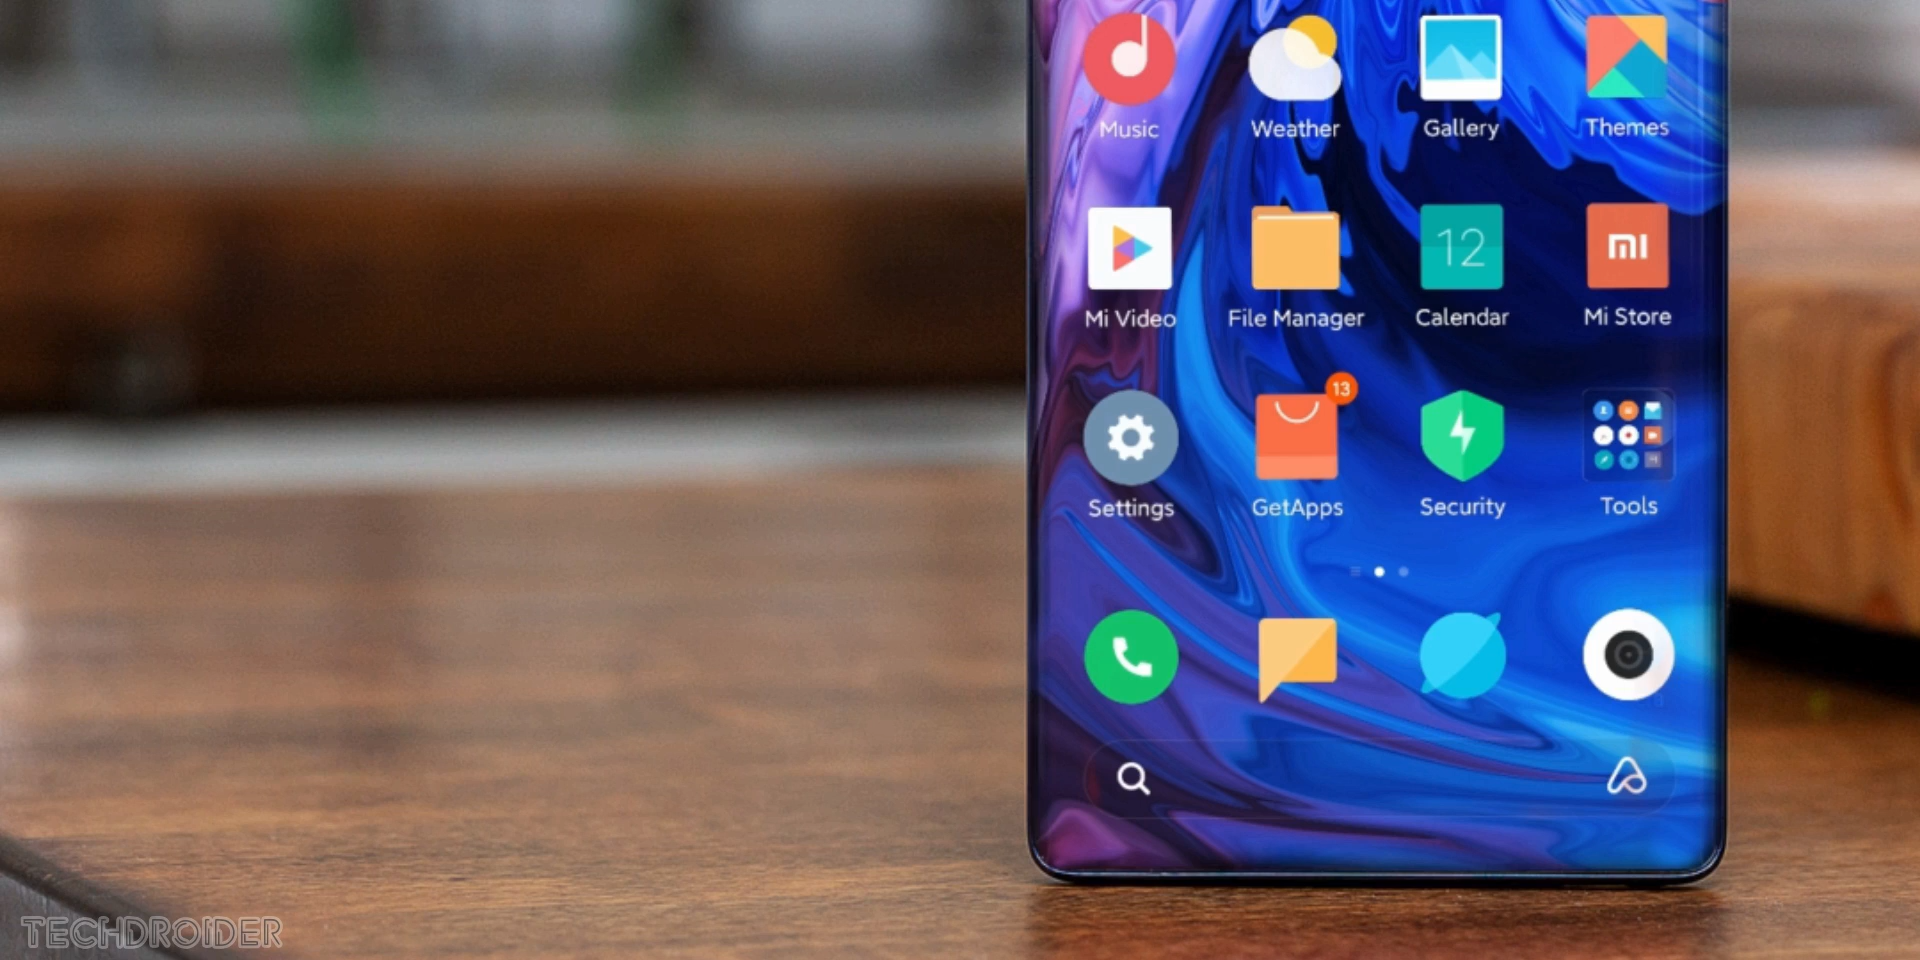 Music Weather Gallery Themes
12 mi
Mi Video File Manager Calendar Mi Store
13
Settings GetApps Security Tools
TECHDROIDER